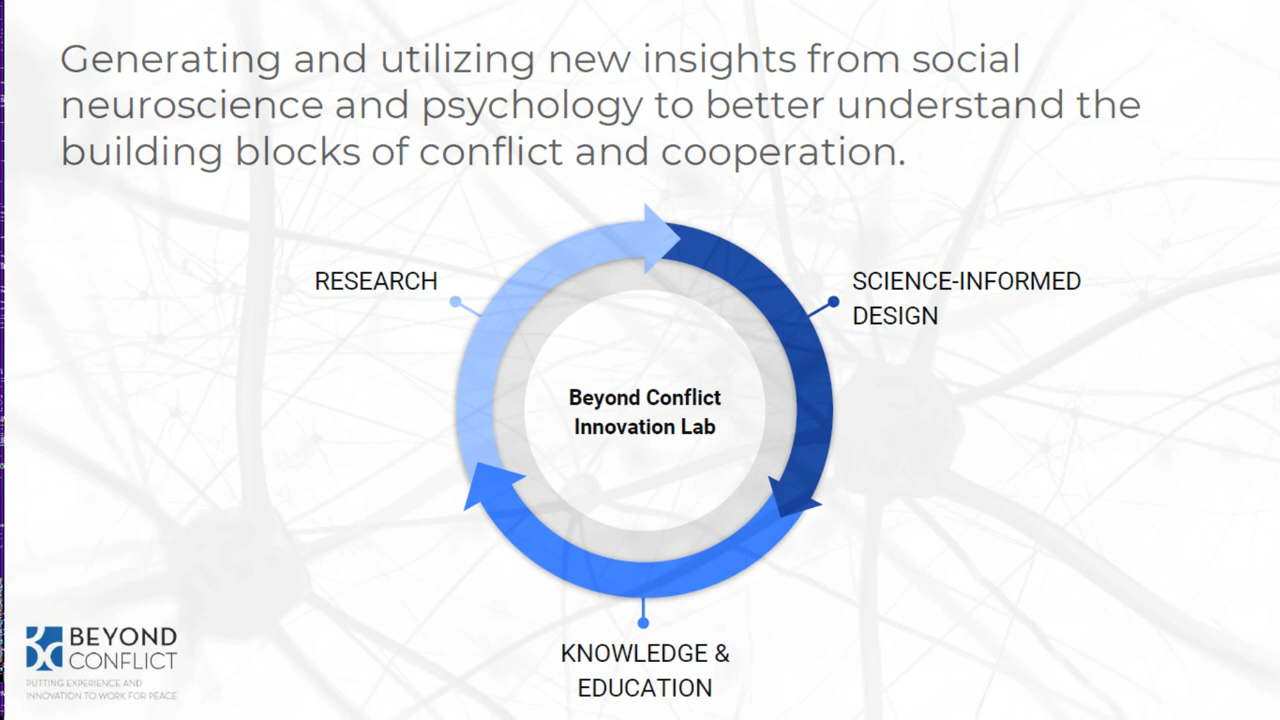 Generating and utilizing new insights from social
neuroscience and psychology to better understand the
building blocks of conflict and cooperation.
RESEARCH
SCIENCE-INFORMED
DESIGN
Beyond Conflict
Innovation Lab
KNOWLEDGE &
EDUCATION
BEYOND
CONFLICT
PUTTING EXPERIENCE AND
INNOVATION TO WORK FOR PEACE